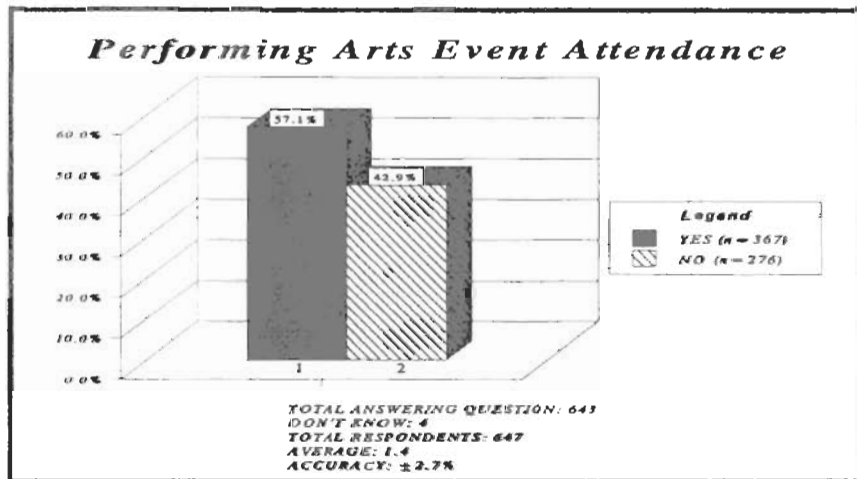 Performing Arts Event Attendance
57.1%
42.9%
60.0%
50.0%
40.0%
30.0%
20.0%
10.0%
0.0%
1 2
Legend
YES (n=367)
NO (n=276)
TOTAL ANSWERING QUESTION: 643
DON'T KNOW: 4
TOTAL RESPONDENTS: 647
AVERAGE: 1.4
ACCURACY: ±2.7%